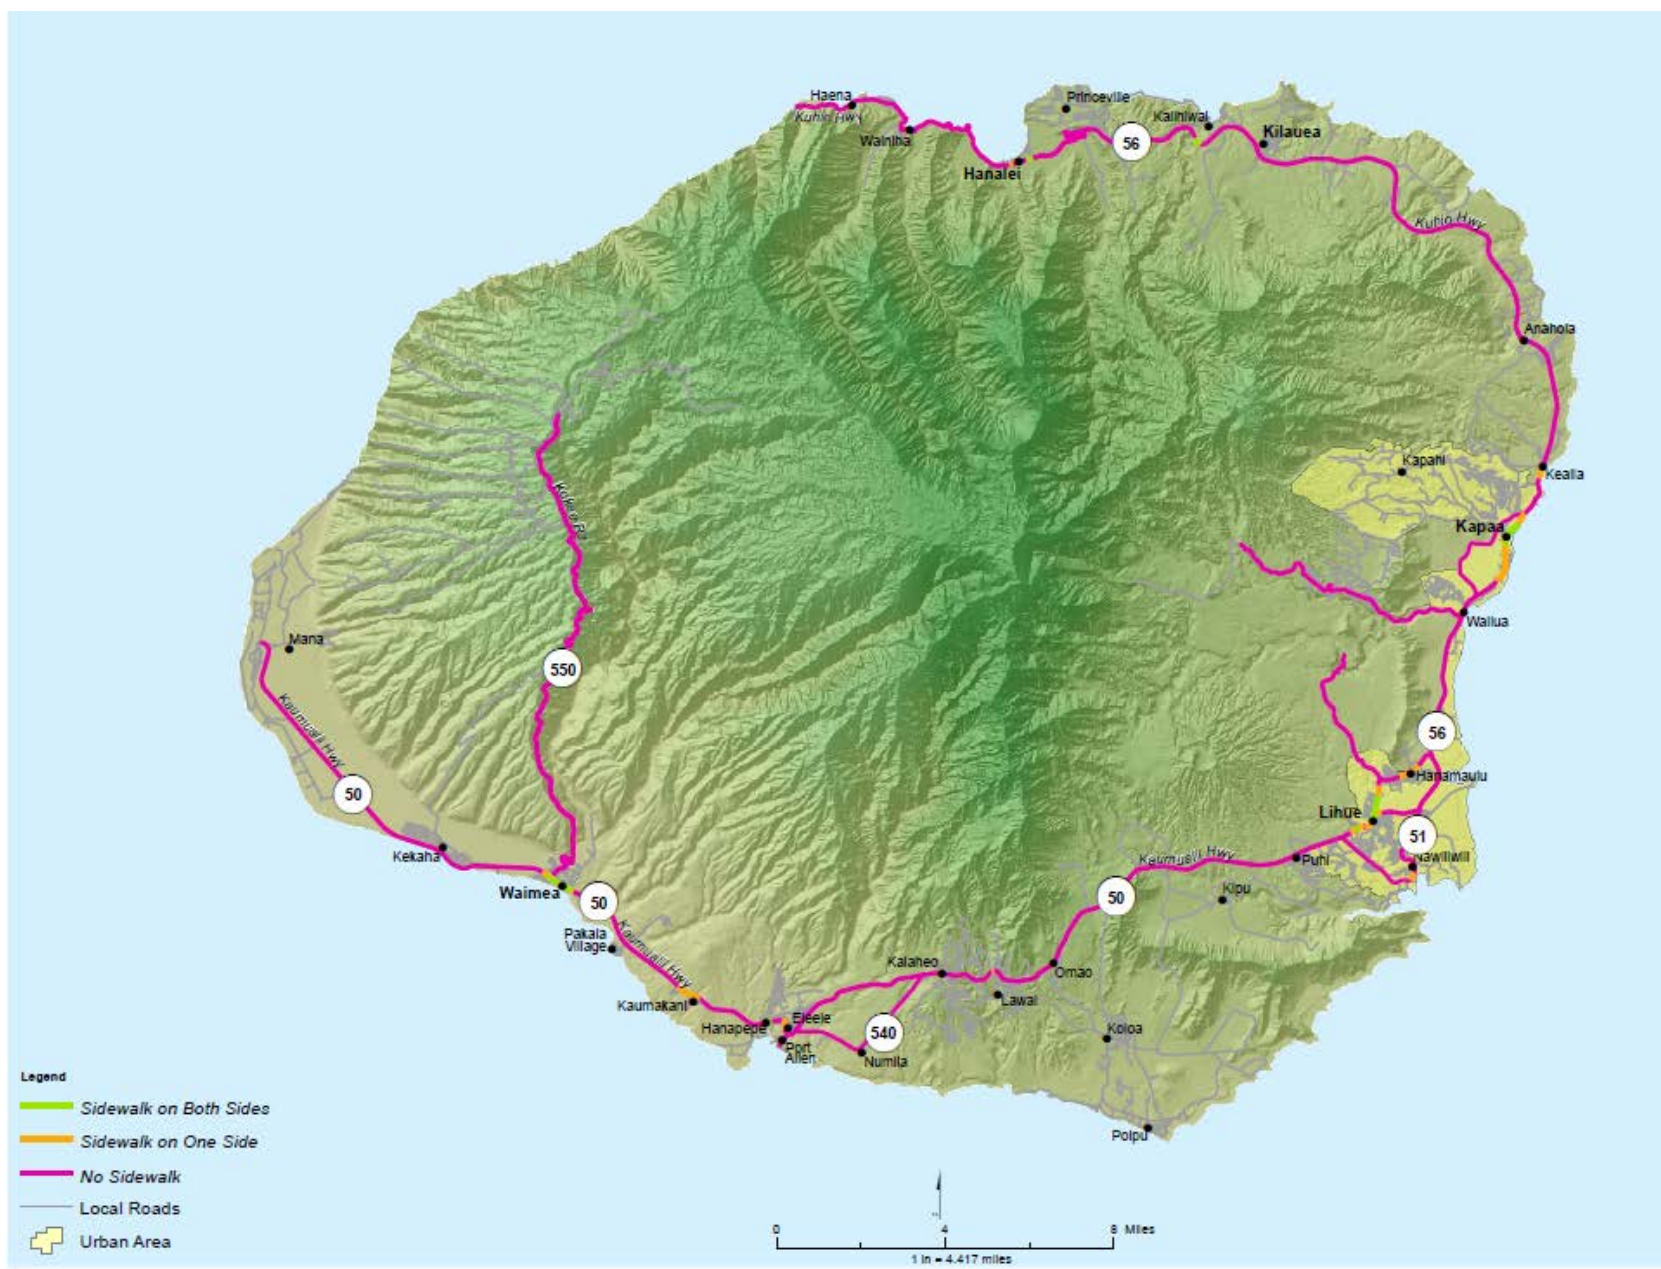 Haena
Kuhio Hwy
Wainiha
Hanalei
Princeville
56
Kalihiwai
Kilauea
Kuhio Hwy
Anahola
Kapahi
Kealia
Kapaa
Wailua
56
Hanamaulu
Lihue
51
Nawiliwili
Puhi
Kipu
Kaumualii Hwy
50
Omao
Lawai
Koloa
Poipu
Kalaheo
540
Numila
Eleele
Port
Allen
Hanapepe
Kaumakani
Kaumualii Hwy
Pakala
Village
50
Waimea
Kekaha
50
Kaumualii Hwy
Mana
550
Kokee Rd
Legend
Sidewalk on Both Sides
Sidewalk on One Side
No Sidewalk
Local Roads
Urban Area
0 4 8 Miles
1 in = 4.417 miles